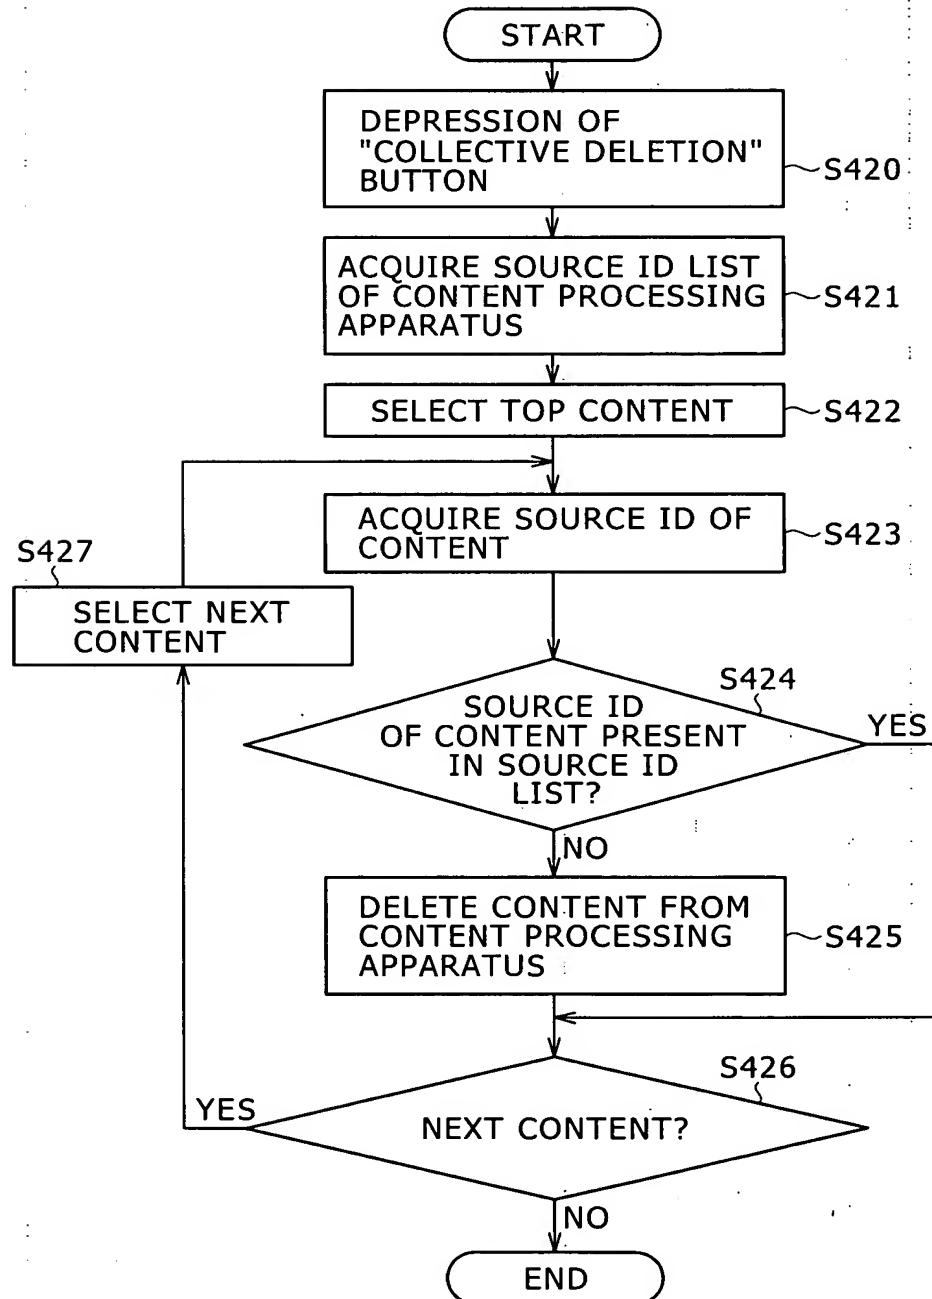 START
DEPRESSION OF
"COLLECTIVE DELETION"
BUTTON
S420
ACQUIRE SOURCE ID LIST
OF CONTENT PROCESSING
APPARATUS
S421
SELECT TOP CONTENT
S422
ACQUIRE SOURCE ID OF
CONTENT
S423
S427
SELECT NEXT
CONTENT
S424
SOURCE ID
OF CONTENT PRESENT
IN SOURCE ID
LIST?
YES
NO
DELETE CONTENT FROM
CONTENT PROCESSING
APPARATUS
S425
S426
YES
NEXT CONTENT?
NO
END